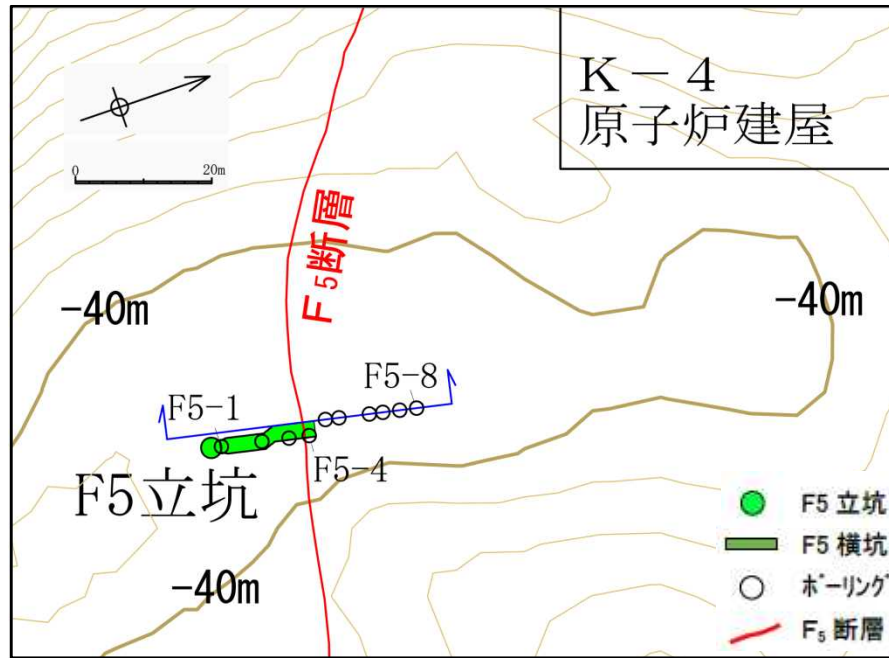 K－4
原子炉建屋
0
20m
F5断層
-40m
-40m
F5-8
F5-1
F5-4
F5立坑
-40m
F5 立坑
F5 横坑
ﾎﾞｰﾘﾝｸﾞ
F₅ 断層